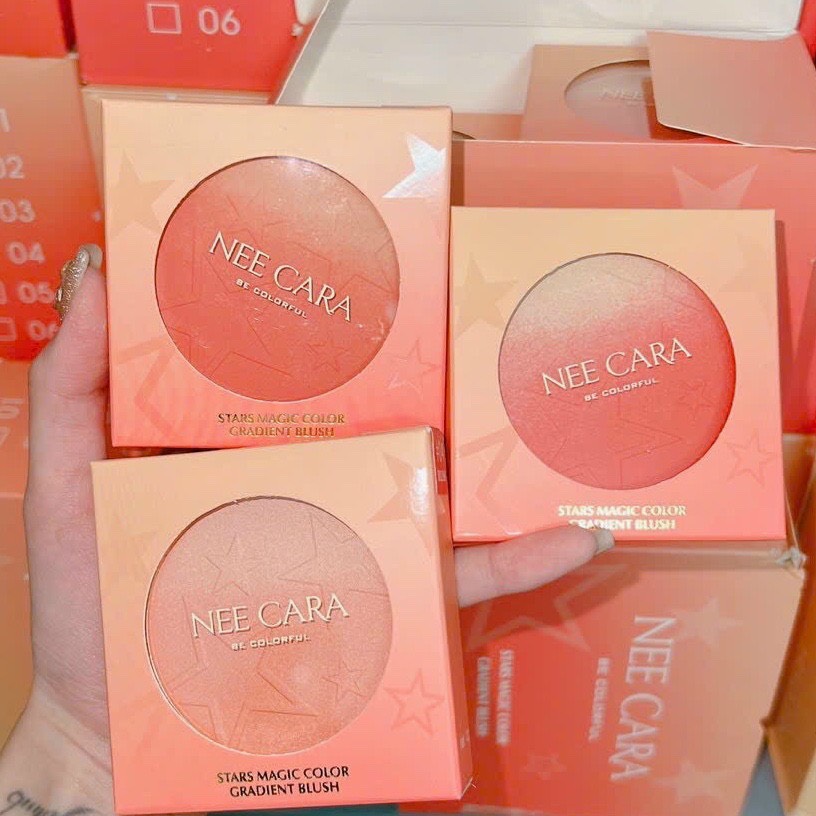 06
02
03
04
05
06
NEE CARA
BE COLORFUL
STARS MAGIC COLOR
GRADIENT BLUSH
NEE CARA
BE COLORFUL
STARS MAGIC COLOR
GRADIENT BLUSH
NEE CARA
BE COLORFUL
STARS MAGIC COLOR
GRADIENT BLUSH
NEE CARA
BE COLORFUL
STARS MAGIC COLOR
GRADIENT BLUSH